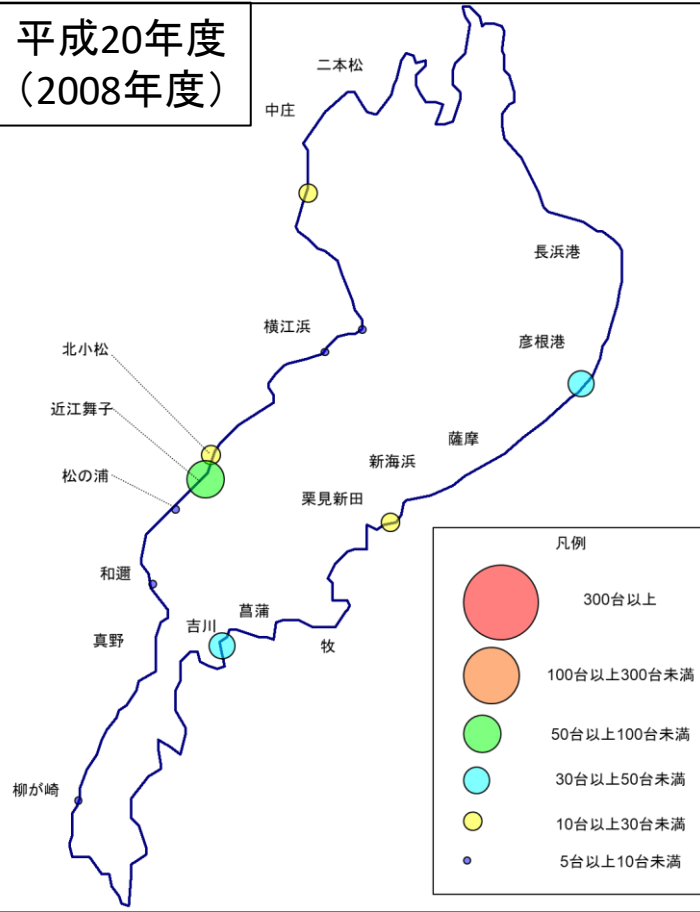 平成20年度
（2008年度）
二本松
中庄
長浜港
横江浜
彦根港
北小松
近江舞子
薩摩
新海浜
松の浦
栗見新田
和邇
菖蒲
吉川
真野
牧
柳が崎
凡例
300台以上
100台以上300台未満
50台以上100台未満
30台以上50台未満
10台以上30台未満
5台以上10台未満